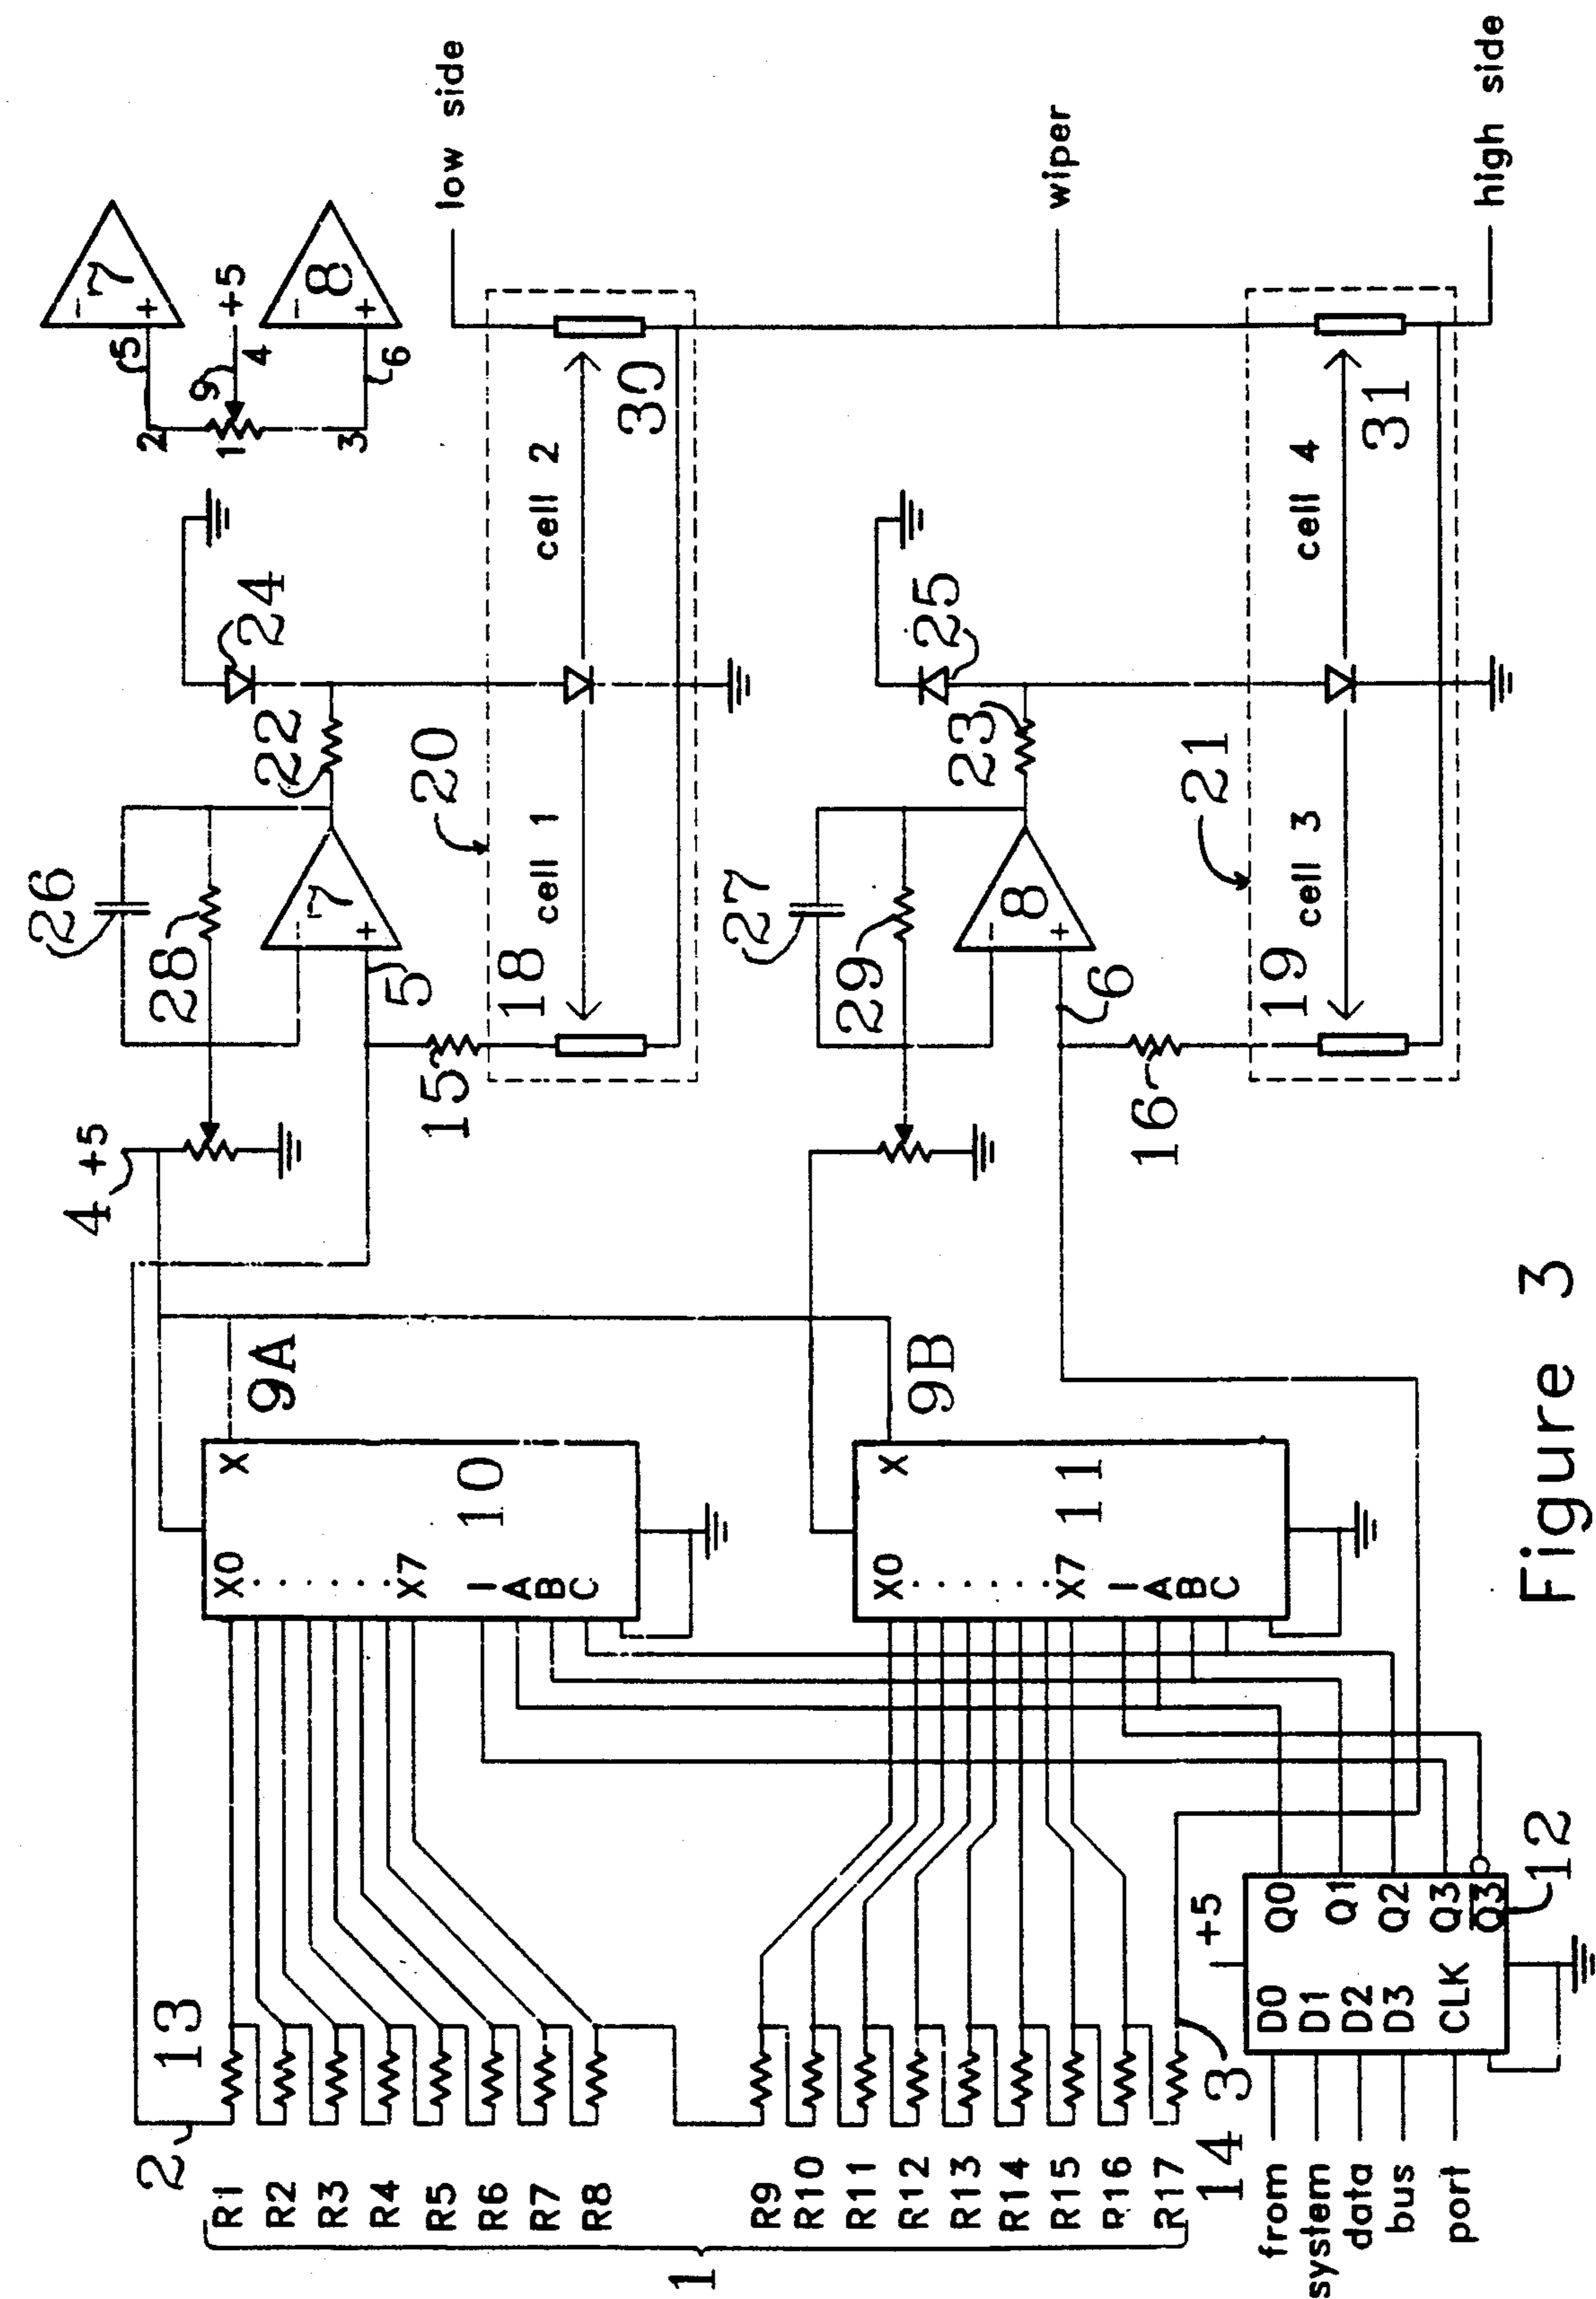 low side
wiper
high side
7
-
+
5
2
9
+5
1
4
8
-
+
3
6
24
22
20
cell 1
cell 2
30
26
28
7
-
+
5
18
15
4 +5
25
23
21
cell 3
cell 4
31
27
29
8
-
+
6
19
16
9A
9B
X
X0 . . . . . . X7
10
I
A
B
C
X
X0 . . . . . . X7
11
I
A
B
C
13
2
R1
R2
R3
R4
R5
R6
R7
R8
R9
R10
R11
R12
R13
R14
R15
R16
R17
1
14
3
+5
D0
D1
D2
D3
CLK
Q0
Q1
Q2
Q3
Q̅3̅
12
from
system
data
bus
port
Figure 3